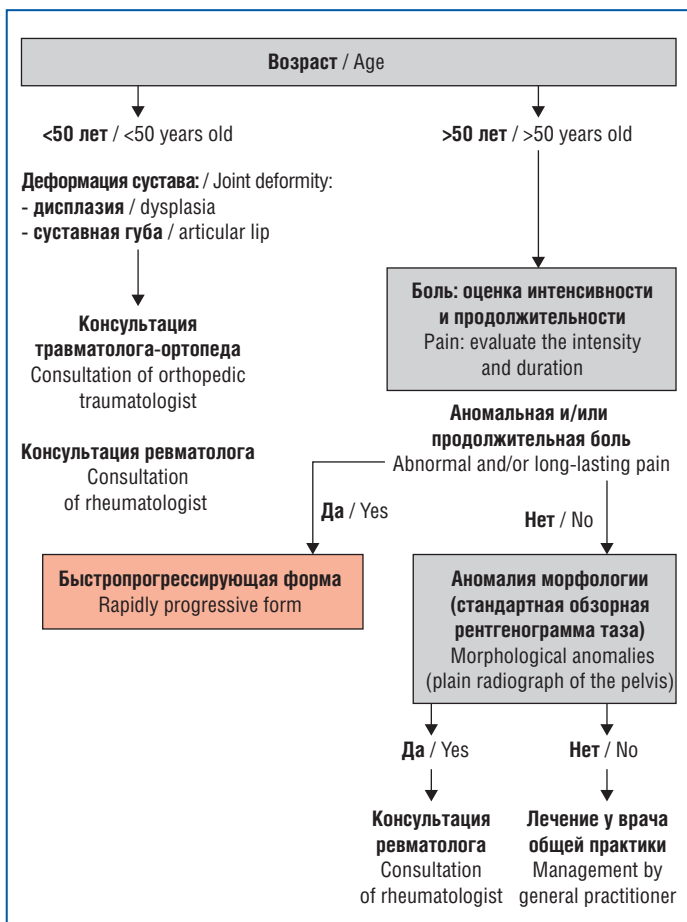 Возраст / Age
<50 лет / <50 years old
>50 лет / >50 years old
Деформация сустава: / Joint deformity:
- дисплазия / dysplasia
- суставная губа / articular lip
Консультация
травматолога-ортопеда
Consultation of orthopedic
traumatologist
Консультация ревматолога
Consultation
of rheumatologist
Боль: оценка интенсивности
и продолжительности
Pain: evaluate the intensity
and duration
Аномальная и/или
продолжительная боль
Abnormal and/or long-lasting pain
Да / Yes
Нет / No
Быстропрогрессирующая форма
Rapidly progressive form
Аномалия морфологии
(стандартная обзорная
рентгенограмма таза)
Morphological anomalies
(plain radiograph of the pelvis)
Да / Yes
Нет / No
Консультация
ревматолога
Consultation
of rheumatologist
Лечение у врача
общей практики
Management by
general practitioner